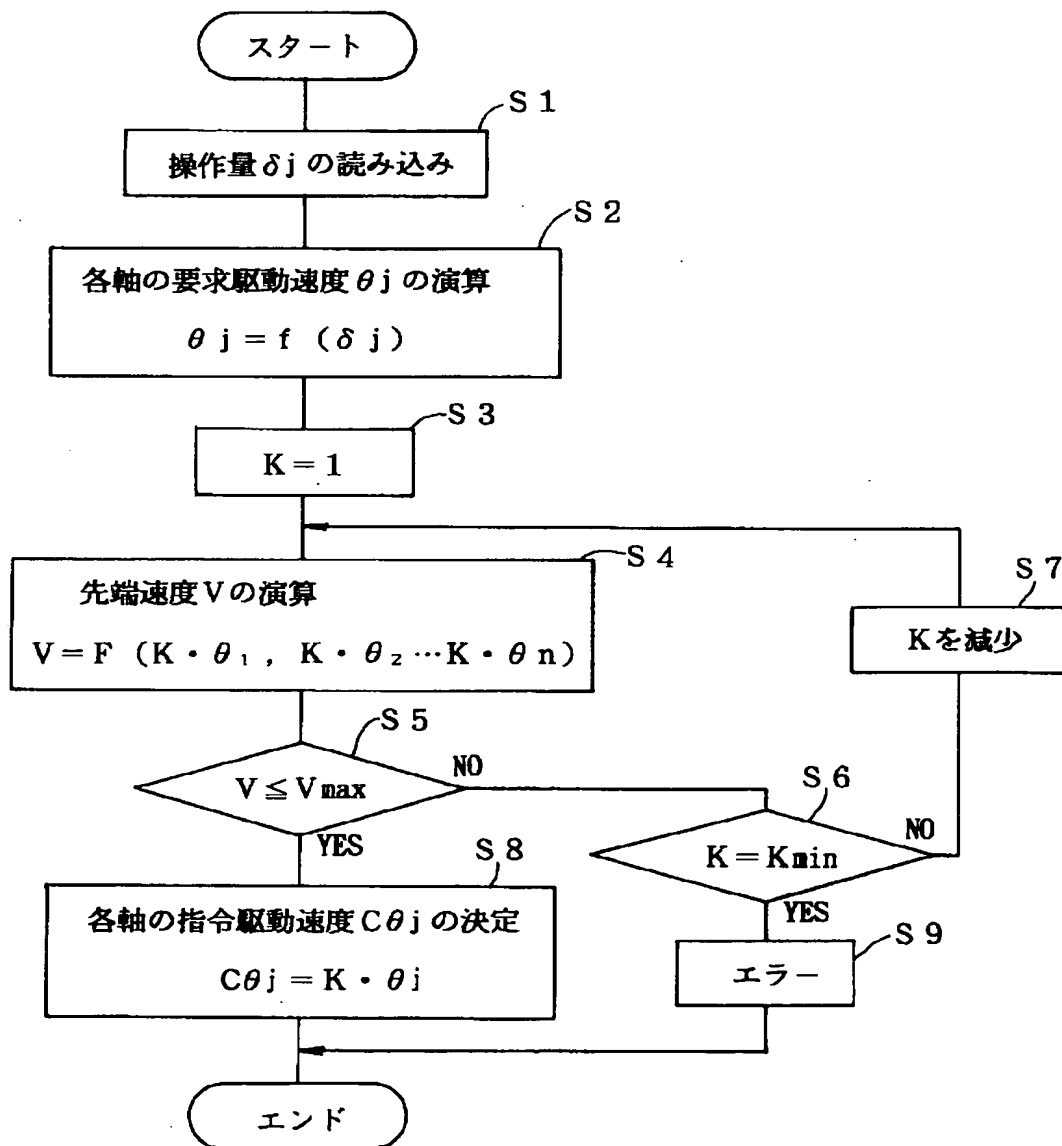 スタート
S1
操作量δjの読み込み
S2
各軸の要求駆動速度θjの演算
θj=f(δj)
S3
K=1
S4
先端速度Vの演算
V=F(K・θ₁, K・θ₂…K・θn)
S7
Kを減少
S5
V≦Vmax
NO
YES
S6
K=Kmin
NO
YES
S8
各軸の指令駆動速度Cθjの決定
Cθj=K・θj
S9
エラー
エンド